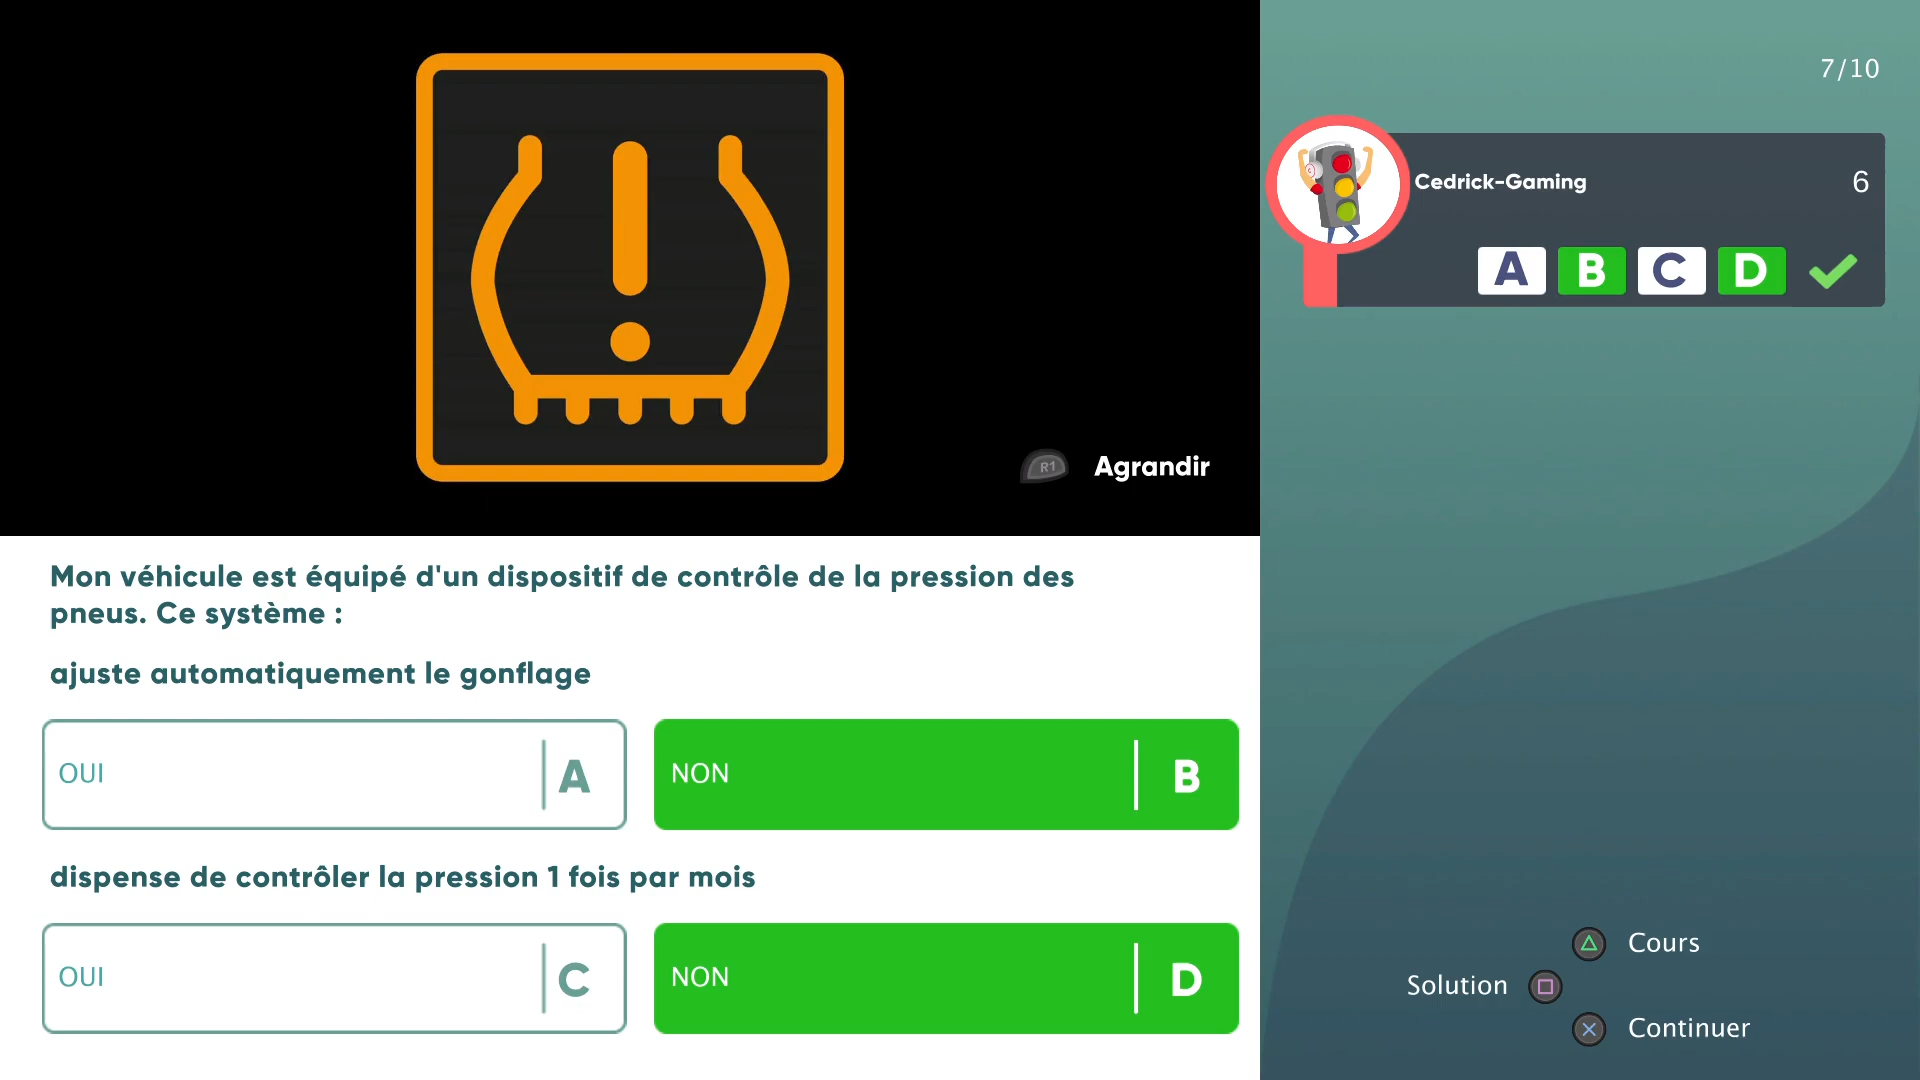 7/10
Cedrick-Gaming
6
A B C D
R1 Agrandir
Mon véhicule est équipé d'un dispositif de contrôle de la pression des
pneus. Ce système :
ajuste automatiquement le gonflage
OUI A
NON B
dispense de contrôler la pression 1 fois par mois
OUI C
NON D
Cours
Solution
Continuer